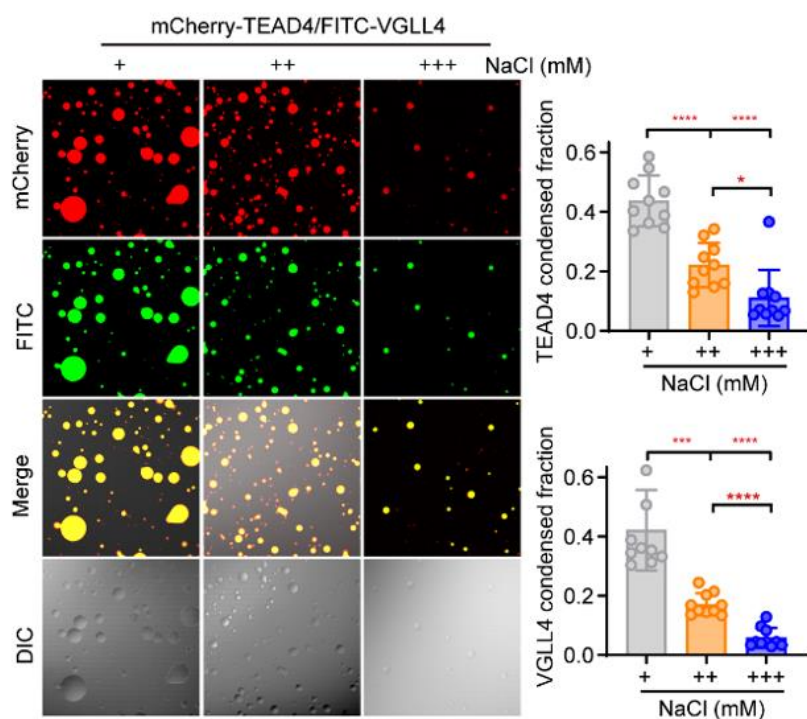 mCherry-TEAD4/FITC-VGLL4
+ ++ +++ NaCl (mM)
mCherry
FITC
Merge
DIC
TEAD4 condensed fraction
**** ****
*
0.6
0.4
0.2
0.0
+ ++ +++
NaCl (mM)
VGLL4 condensed fraction
*** ****
****
0.6
0.4
0.2
0.0
+ ++ +++
NaCl (mM)